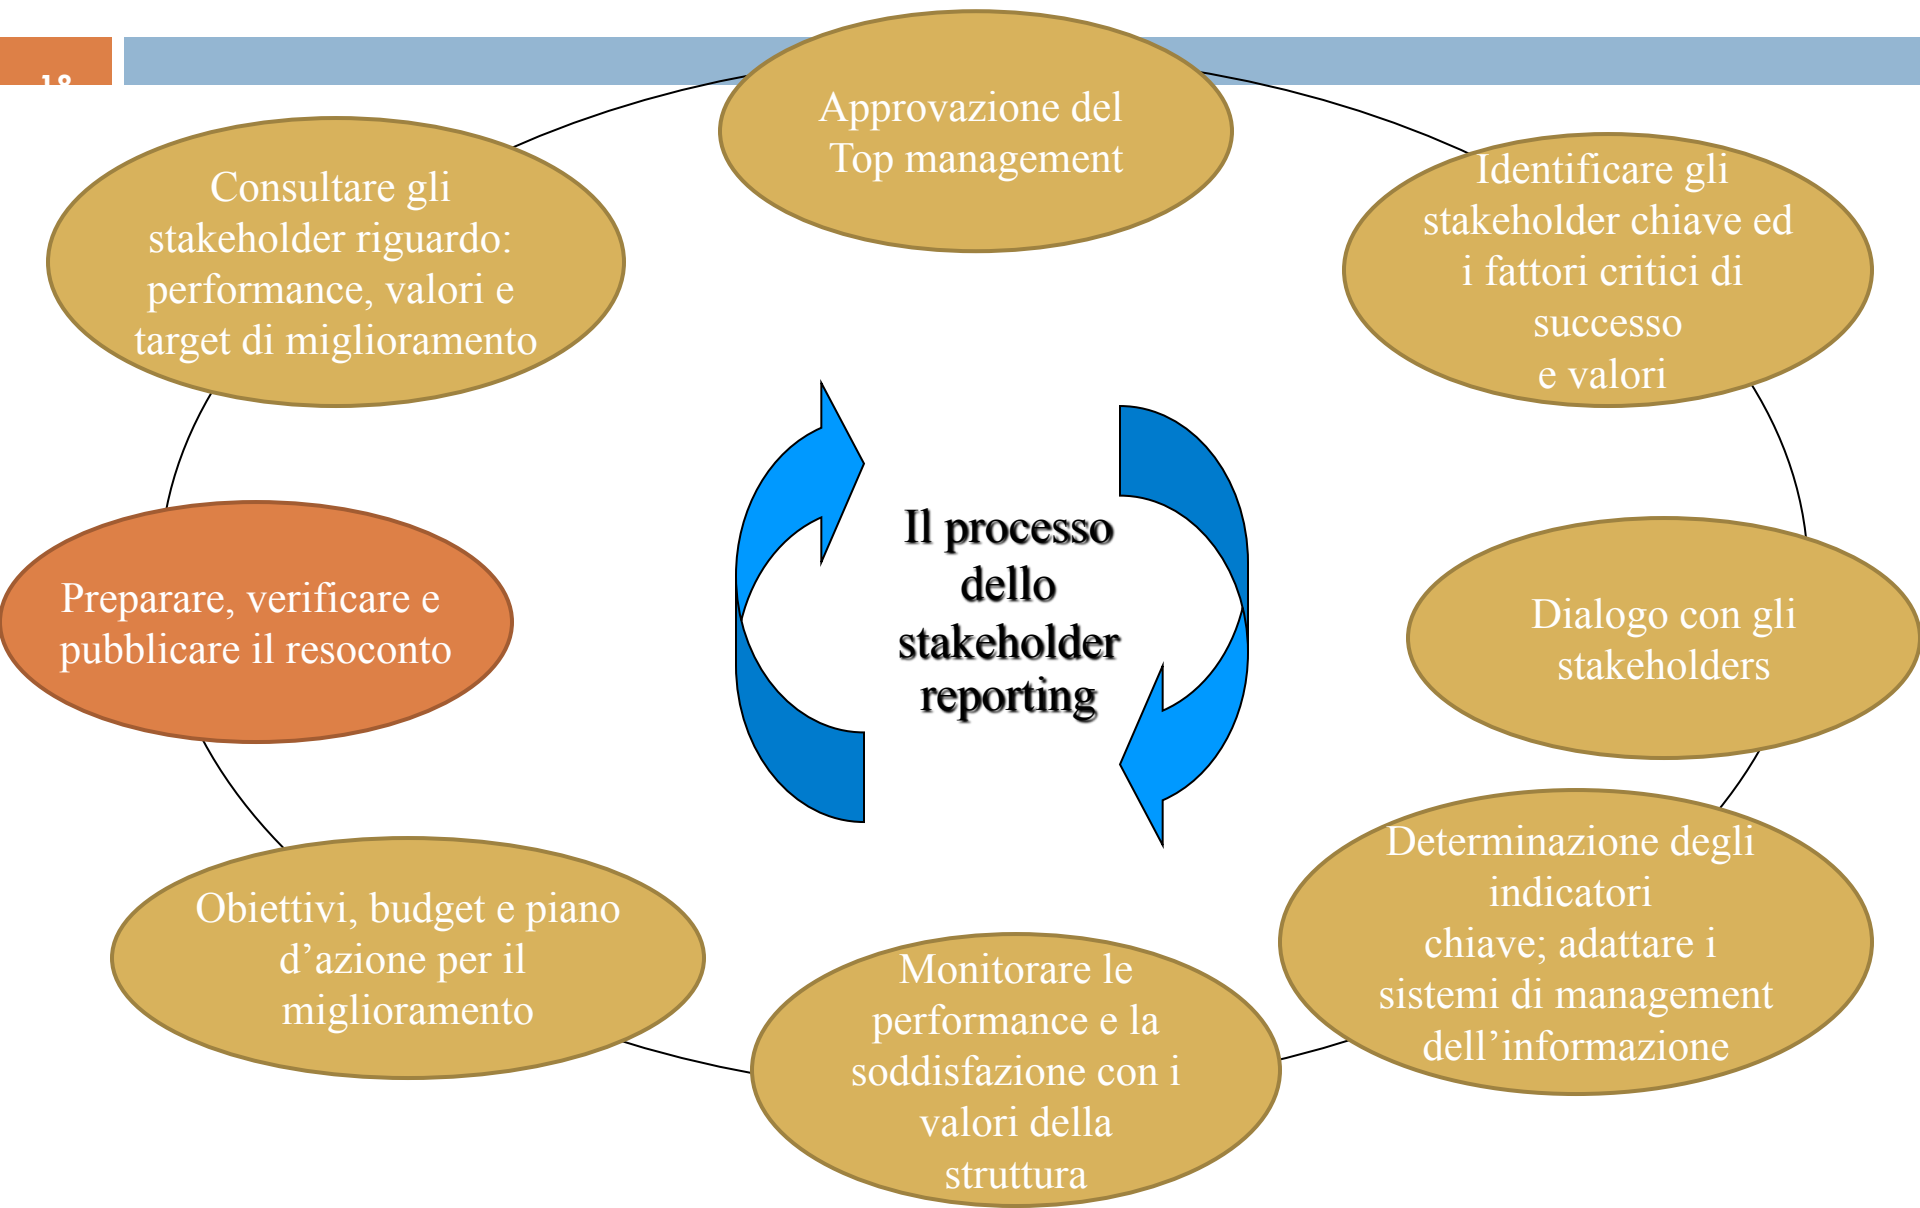 18
Approvazione del
Top management
Identificare gli
stakeholder chiave ed
i fattori critici di
successo
e valori
Dialogo con gli
stakeholders
Determinazione degli
indicatori
chiave; adattare i
sistemi di management
dell’informazione
Monitorare le
performance e la
soddisfazione con i
valori della
struttura
Obiettivi, budget e piano
d’azione per il
miglioramento
Preparare, verificare e
pubblicare il resoconto
Consultare gli
stakeholder riguardo:
performance, valori e
target di miglioramento
Il processo
dello
stakeholder
reporting